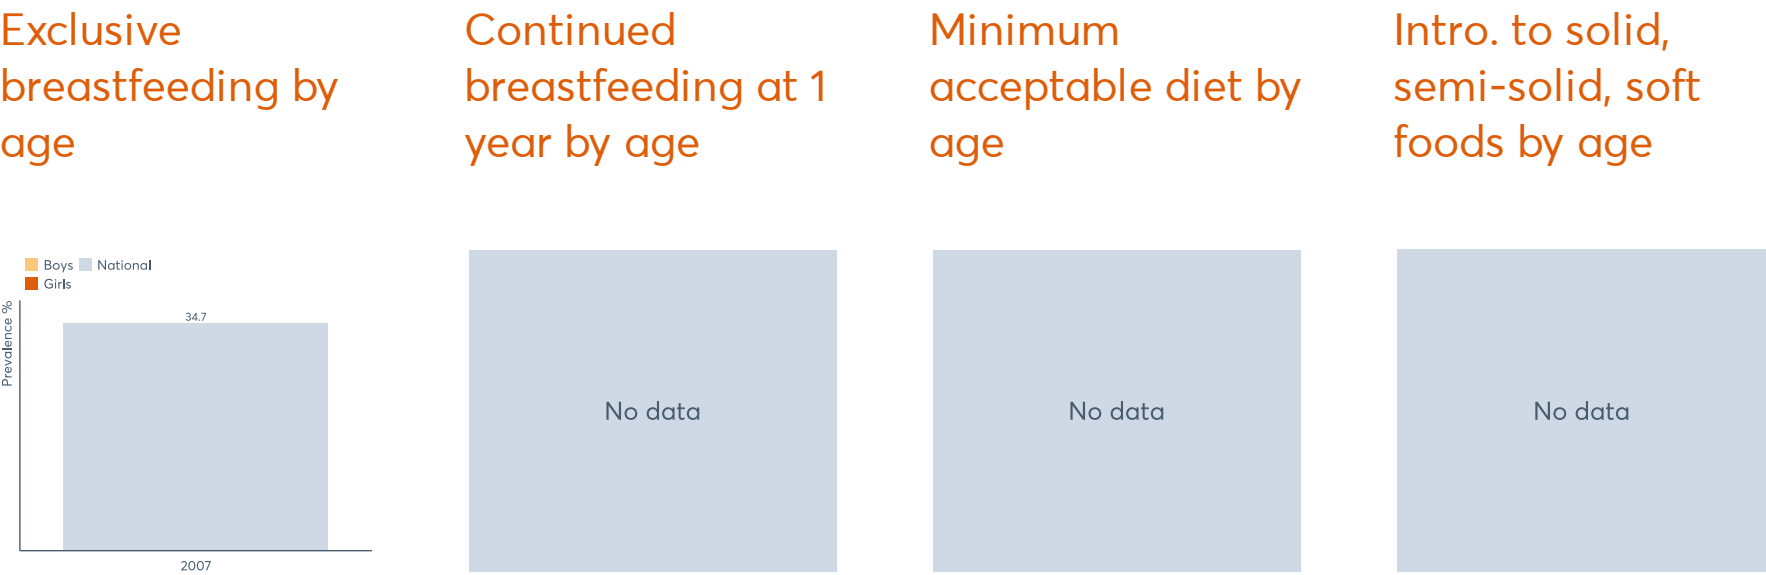 Exclusive
breastfeeding by
age
Boys
National
Girls
Prevalence %
34.7
2007
Continued
breastfeeding at 1
year by age
No data
Minimum
acceptable diet by
age
No data
Intro. to solid,
semi-solid, soft
foods by age
No data